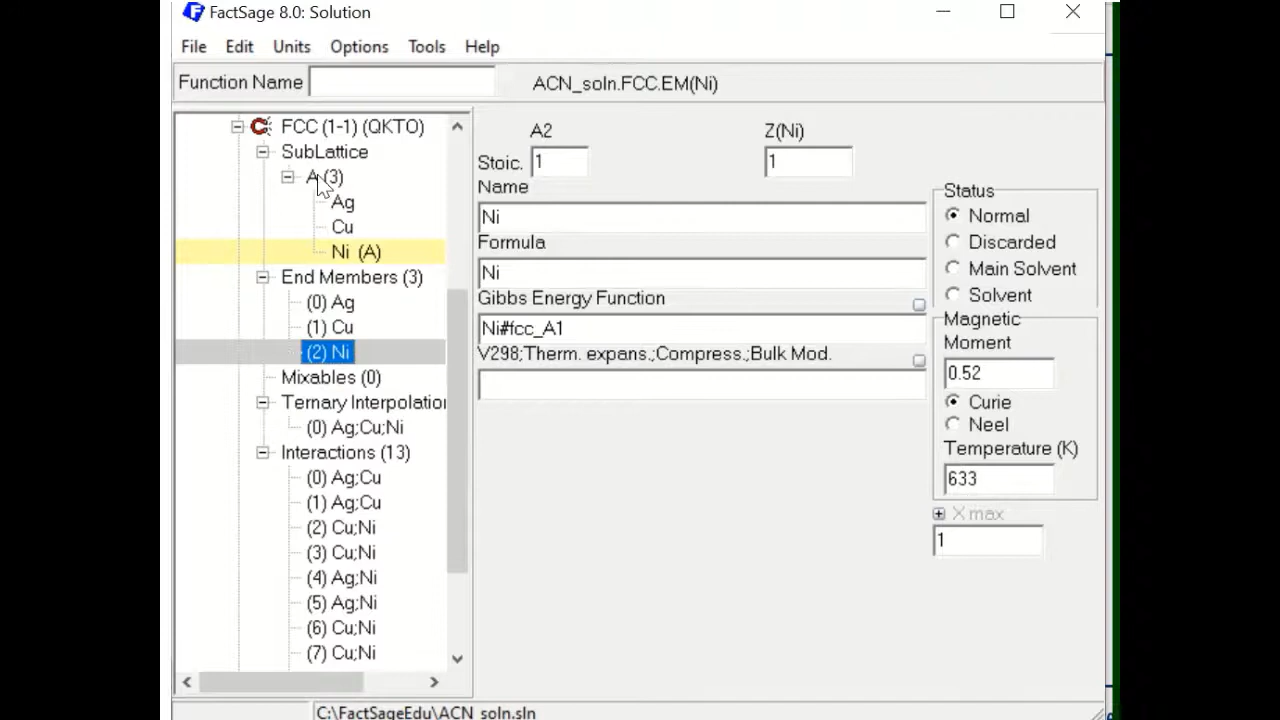 FactSage 8.0: Solution
File Edit Units Options Tools Help
Function Name ACN_soln.FCC.EM(Ni)
FCC (1-1) (QKTO)
SubLattice
A (3)
Ag
Cu
Ni (A)
End Members (3)
(0) Ag
(1) Cu
(2) Ni
Mixables (0)
Ternary Interpolation
(0) Ag;Cu;Ni
Interactions (13)
(0) Ag;Cu
(1) Ag;Cu
(2) Cu;Ni
(3) Cu;Ni
(4) Ag;Ni
(5) Ag;Ni
(6) Cu;Ni
(7) Cu;Ni
A2 Z(Ni)
Stoic. 1 1
Name
Ni
Formula
Ni
Gibbs Energy Function
Ni#fcc_A1
V298;Therm. expans.;Compress.;Bulk Mod.
Status
Normal
Discarded
Main Solvent
Solvent
Magnetic
Moment
0.52
Curie
Neel
Temperature (K)
633
X max
1
C:\FactSageEdu\ACN_soln.sln